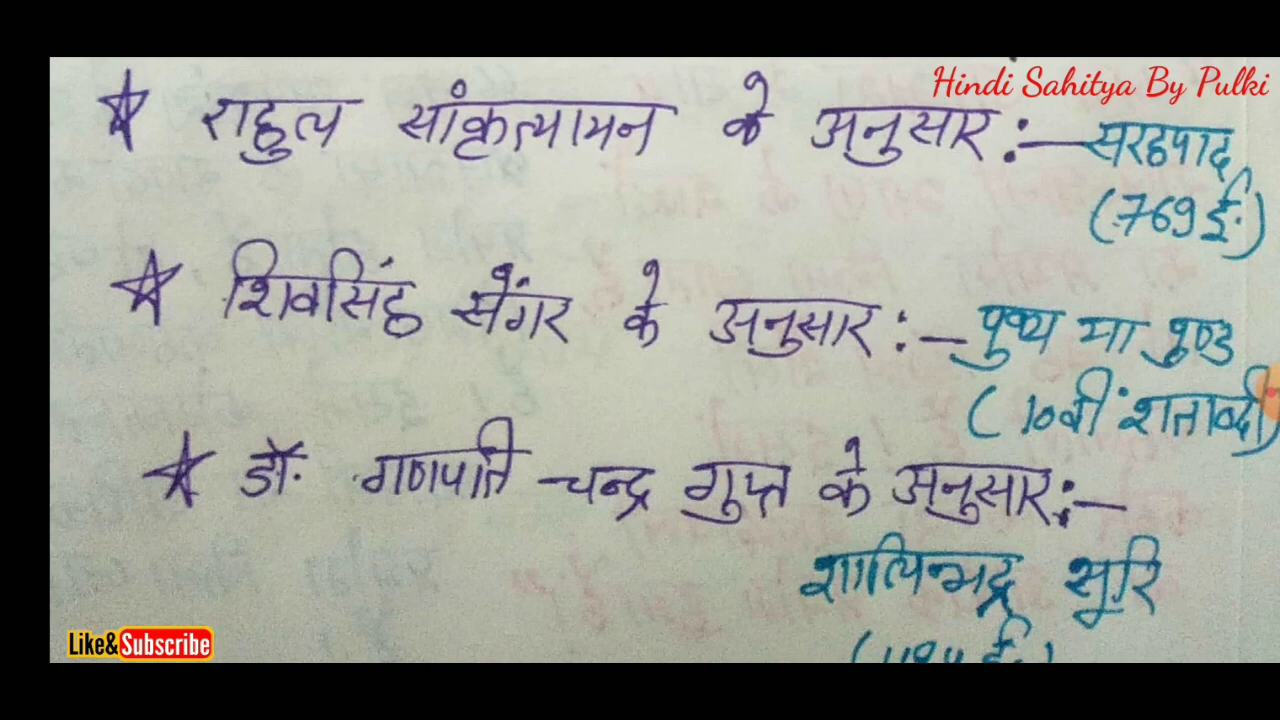 Hindi Sahitya By Pulki
☆ राहुल सांकृत्यायन के अनुसार :— सरहपाद
(769 ई.)
☆ शिवसिंह सेंगर के अनुसार :— पुष्य या पुण्ड
(10वीं शताब्दी)
☆ डॉ. गणपति चन्द्र गुप्त के अनुसार :—
शालिभद्र सूरि
Like& Subscribe